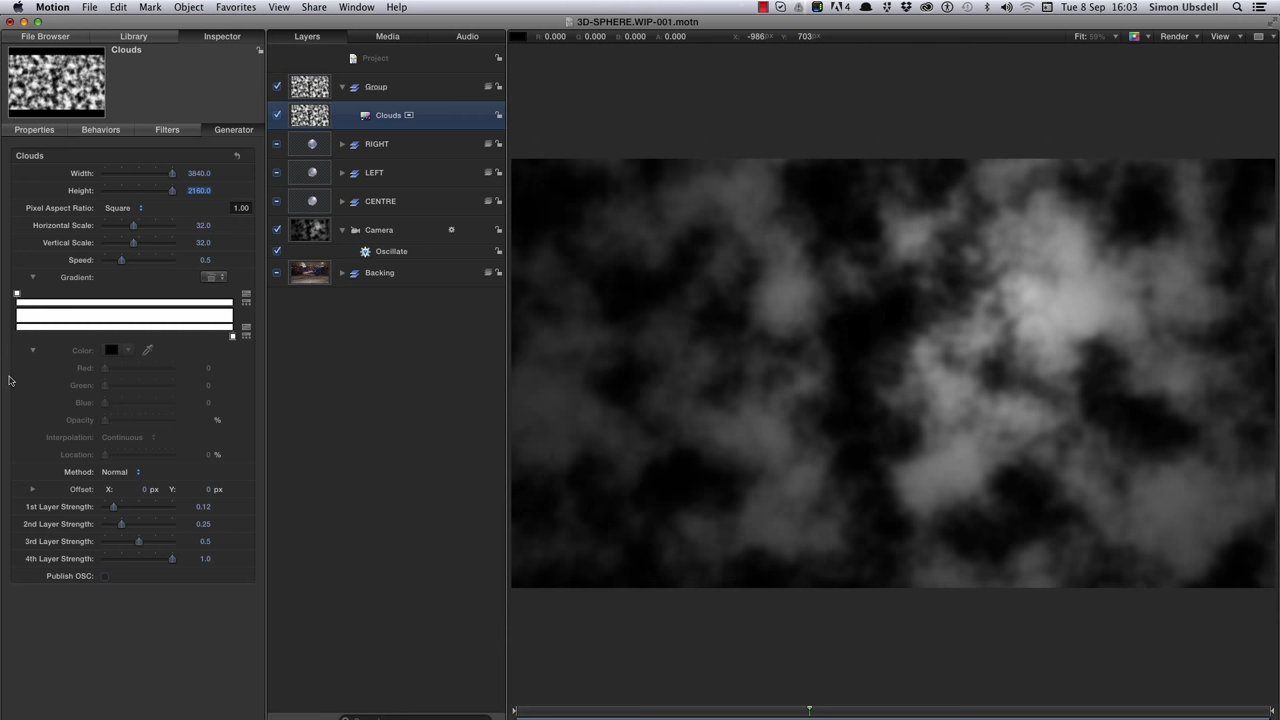 Motion File Edit Mark Object Favorites View Share Window Help 4 Tue 8 Sep 16:03 Simon Ubsdell
3D-SPHERE.WIP-001.motn
File Browser Library Inspector Layers Media Audio R: 0.000 G: 0.000 B: 0.000 A: 0.000 X: -986px Y: 703px Fit: 59% Render View
Clouds
Project
Group
Clouds
Properties Behaviors Filters Generator
RIGHT
Clouds
Width: 3840.0
LEFT
Height: 2160.0
CENTRE
Pixel Aspect Ratio: Square 1.00
Horizontal Scale: 32.0
Camera
Vertical Scale: 32.0
Oscillate
Speed: 0.5
Backing
Gradient:
Color:
Red: 0
Green: 0
Blue: 0
Opacity %
Interpolation: Continuous
Location: 0 %
Method: Normal
Offset: X: 0 px Y: 0 px
1st Layer Strength: 0.12
2nd Layer Strength: 0.25
3rd Layer Strength: 0.5
4th Layer Strength: 1.0
Publish OSC: